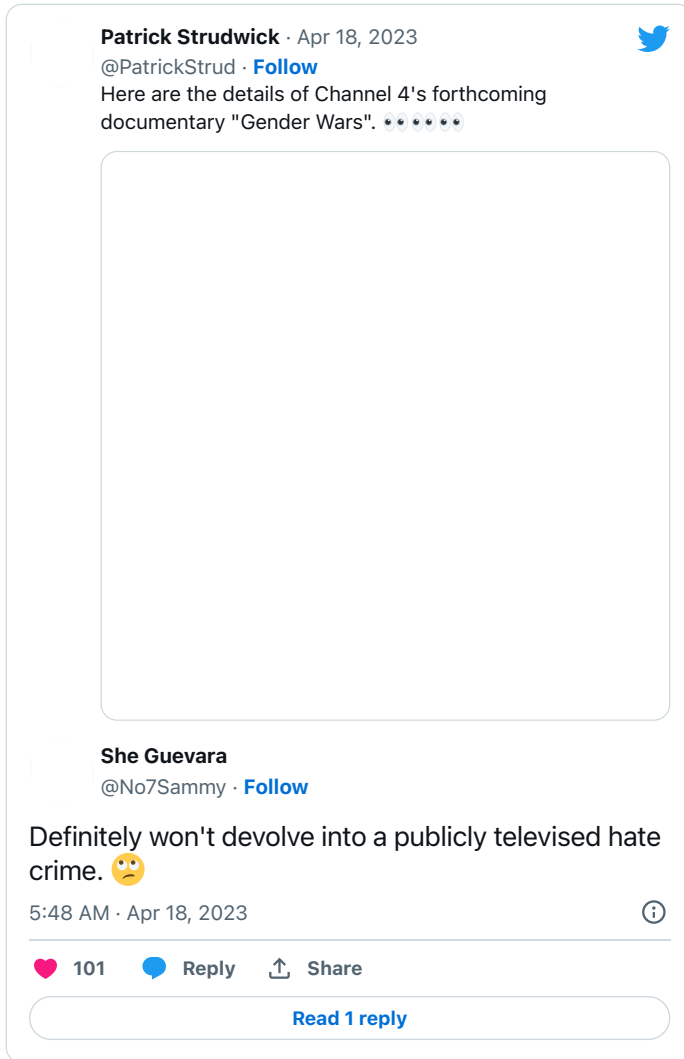 Patrick Strudwick · Apr 18, 2023
@PatrickStrud · Follow
Here are the details of Channel 4's forthcoming
documentary "Gender Wars". 👀👀👀
She Guevara
@No7Sammy · Follow
Definitely won't devolve into a publicly televised hate
crime. 🙄
5:48 AM · Apr 18, 2023
101 Reply Share
Read 1 reply